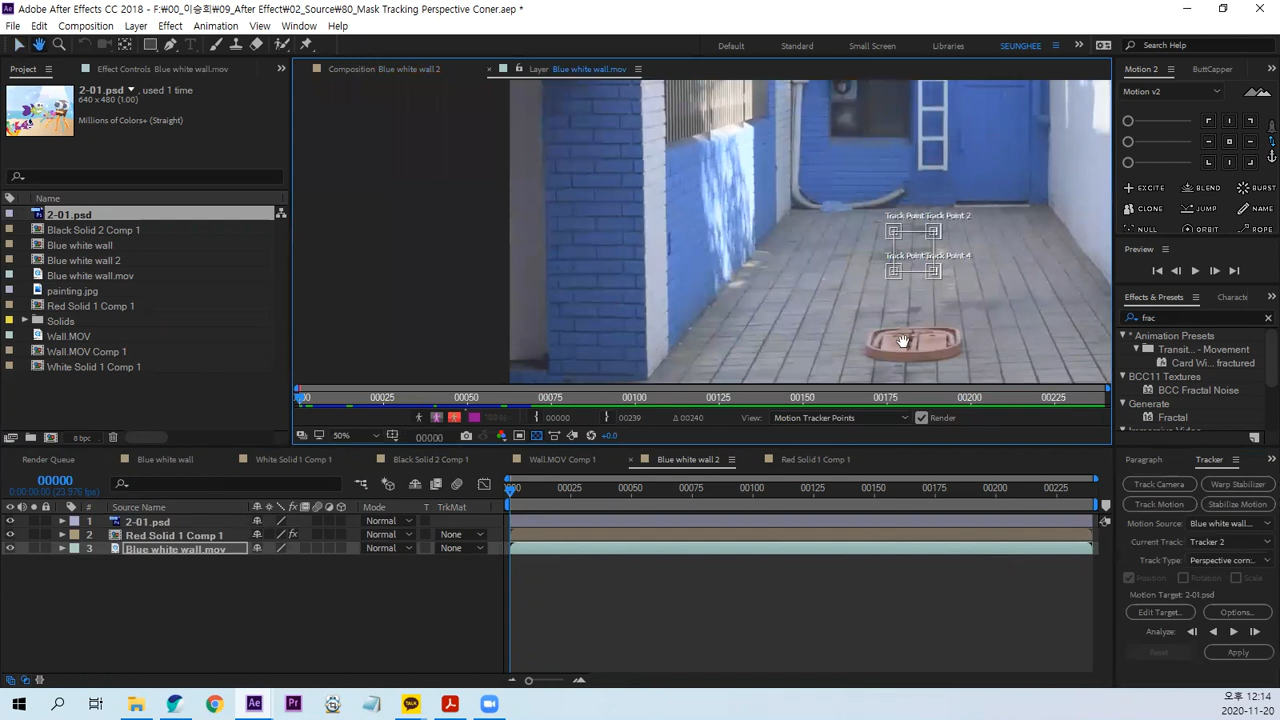 Adobe After Effects CC 2018 - F:\00_이승희\09_After Effect\02_Source\80_Mask Tracking Perspective Coner.aep *
File Edit Composition Layer Effect Animation View Window Help
Default Standard Small Screen Libraries SEUNGHEE Search Help
Project Effect Controls Blue white wall.mov
Composition Blue white wall 2
Layer Blue white wall.mov
Motion 2 ButtCapper
2-01.psd , used 1 time
640 x 480 (1.00)
Millions of Colors+ (Straight)
Motion v2
Name
2-01.psd
Black Solid 2 Comp 1
Blue white wall
Blue white wall 2
Blue white wall.mov
painting.jpg
Red Solid 1 Comp 1
Solids
Wall.MOV
Wall.MOV Comp 1
White Solid 1 Comp 1
8 bpc
Track Point Track Point 2
Track Point Track Point 4
00025 00050 00075 00100 00125 00150 00175 00200 00225
00000 00239 Δ 00240 View: Motion Tracker Points Render
50% 00000 +0.0
EXCITE BLEND BURST
CLONE JUMP NAME
NULL ORBIT ROPE
Preview
Effects & Presets Characte
frac
* Animation Presets
Transit... - Movement
Card Wi... fractured
BCC11 Textures
BCC Fractal Noise
Generate
Fractal
Render Queue Blue white wall White Solid 1 Comp 1 Black Solid 2 Comp 1 Wall.MOV Comp 1 Blue white wall 2 Red Solid 1 Comp 1
Paragraph Tracker
00000
0:00:00:00 (23.976 fps)
00025 00050 00075 00100 00125 00150 00175 00200 00225
# Source Name Mode T TrkMat
1 2-01.psd Normal
2 Red Solid 1 Comp 1 Normal None
3 Blue white wall.mov Normal None
Track Camera Warp Stabilizer
Track Motion Stabilize Motion
Motion Source: Blue white wall...
Current Track: Tracker 2
Track Type: Perspective corn...
Position Rotation Scale
Motion Target: 2-01.psd
Edit Target... Options...
Analyze:
Reset Apply
Ae Pr TALK
오후 12:14
2020-11-20